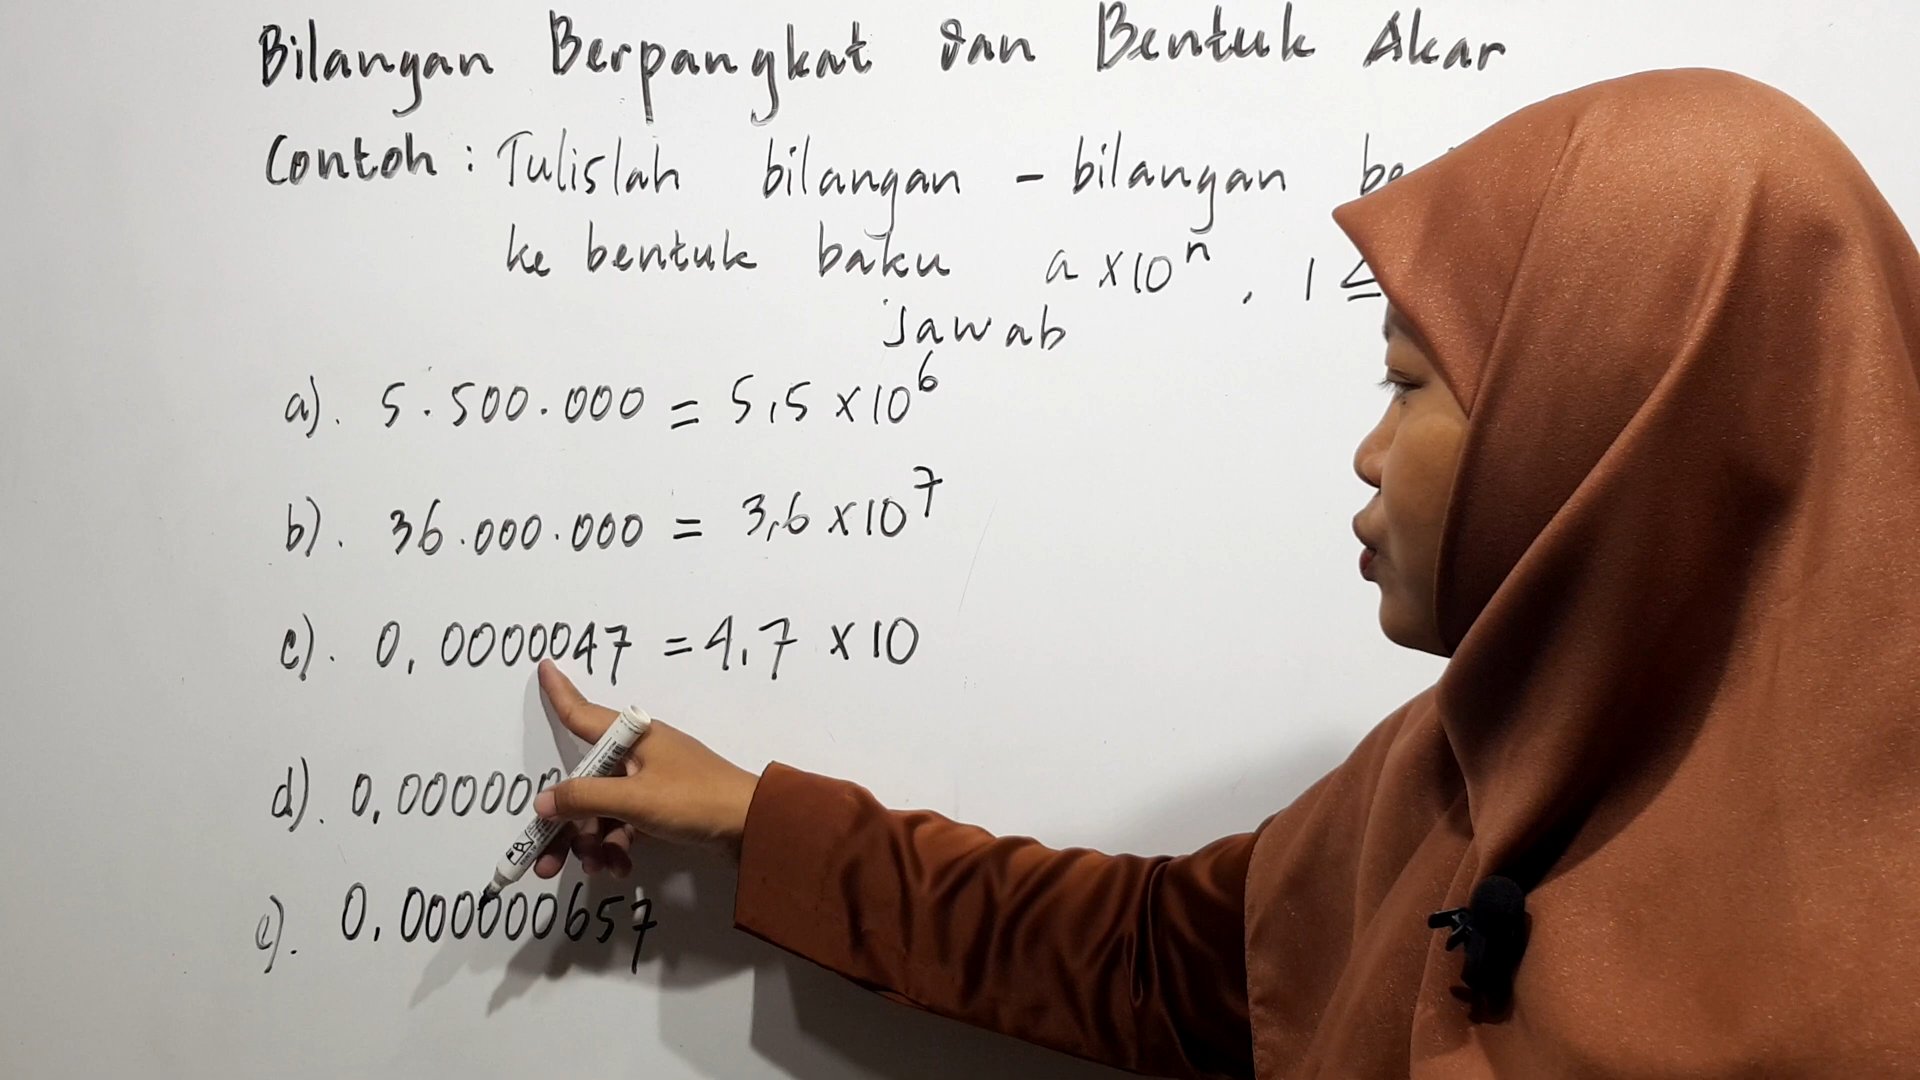 Bilangan Berpangkat dan Bentuk Akar
Contoh : Tulislah bilangan - bilangan
ke bentuk baku a x 10ⁿ , 1 ≤
Jawab
a). 5.500.000 = 5,5 x 10⁶
b). 36.000.000 = 3,6 x 10⁷
c). 0,0000047 = 4,7 x 10
d). 0,000000
e). 0,000000657